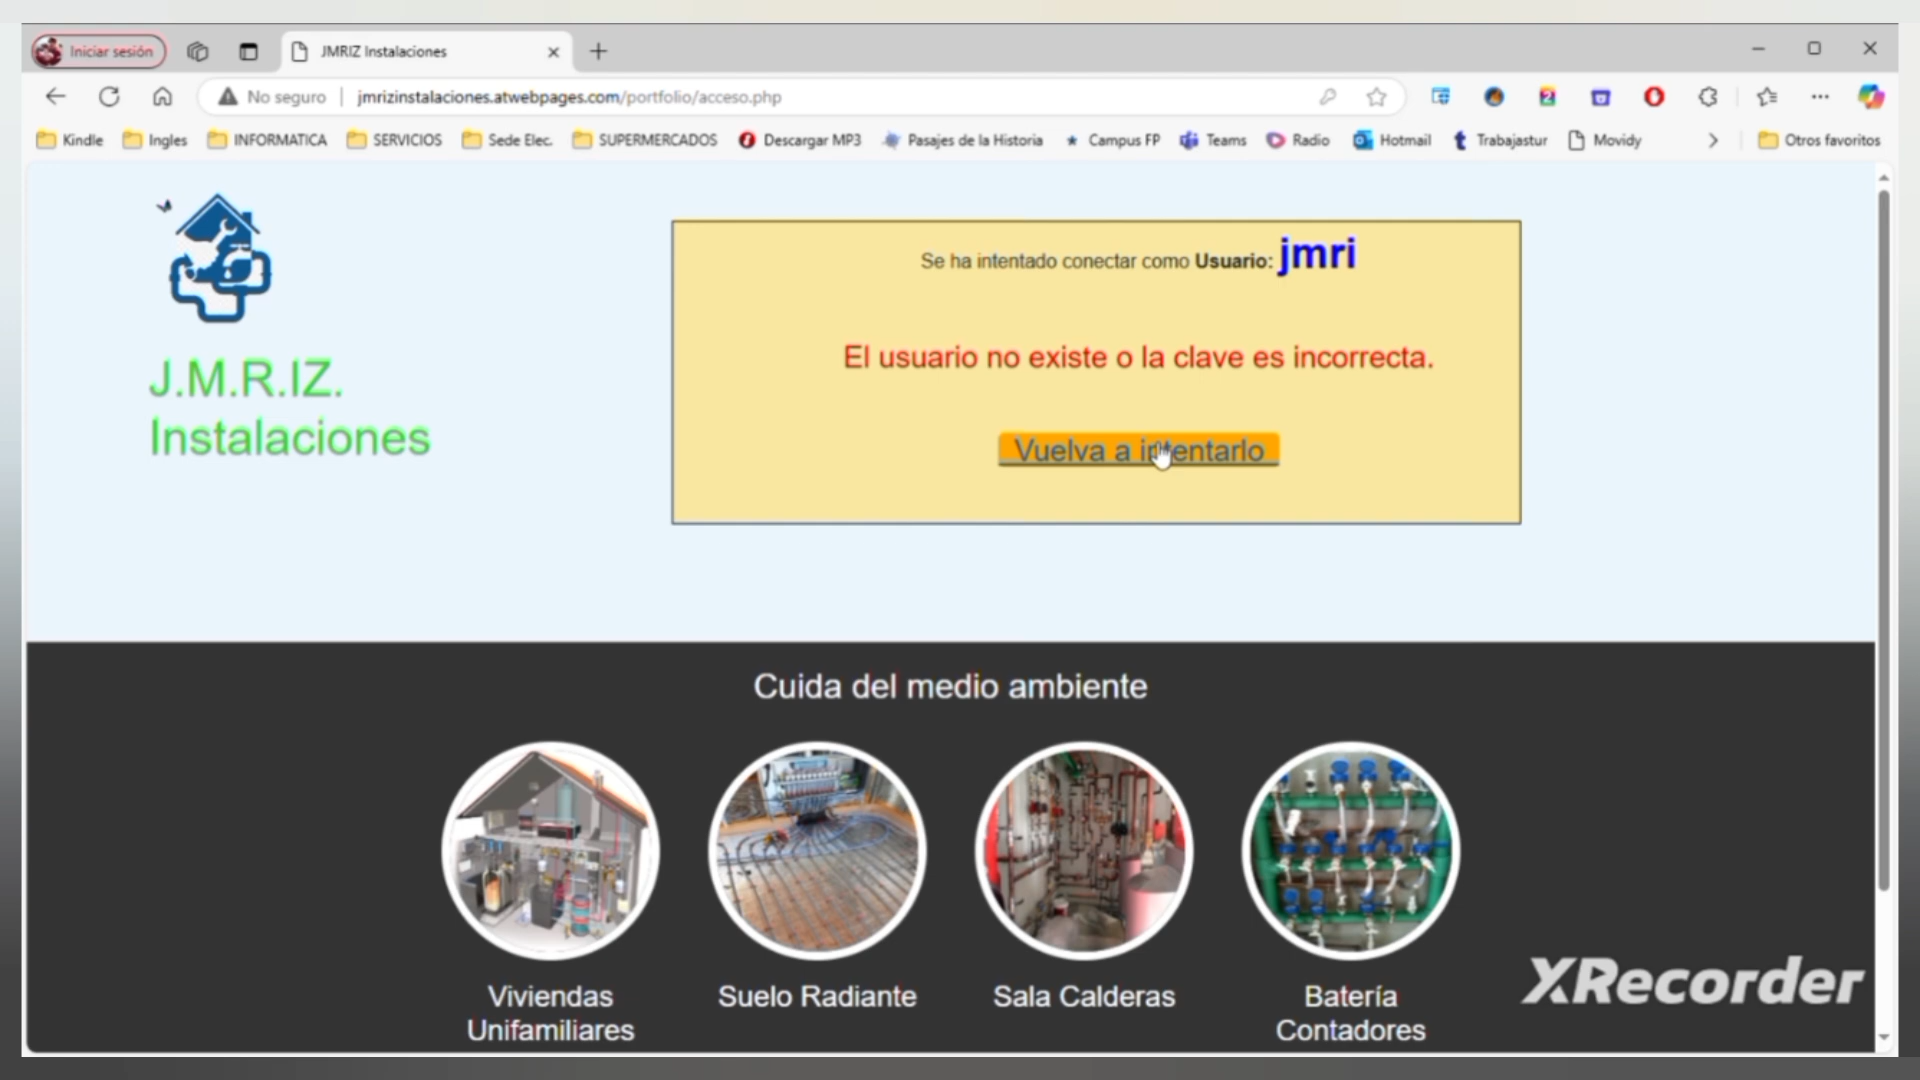 Iniciar sesión
JMRIZ Instalaciones
No seguro
jmrizinstalaciones.atwebpages.com/portfolio/acceso.php
Kindle
Ingles
INFORMATICA
SERVICIOS
Sede Elec.
SUPERMERCADOS
Descargar MP3
Pasajes de la Historia
Campus FP
Teams
Radio
Hotmail
Trabajastur
Movidy
Otros favoritos
J.M.R.IZ.
Instalaciones
Se ha intentado conectar como Usuario: jmri
El usuario no existe o la clave es incorrecta.
Vuelva a intentarlo
Cuida del medio ambiente
Viviendas
Unifamiliares
Suelo Radiante
Sala Calderas
Batería
Contadores
XRecorder